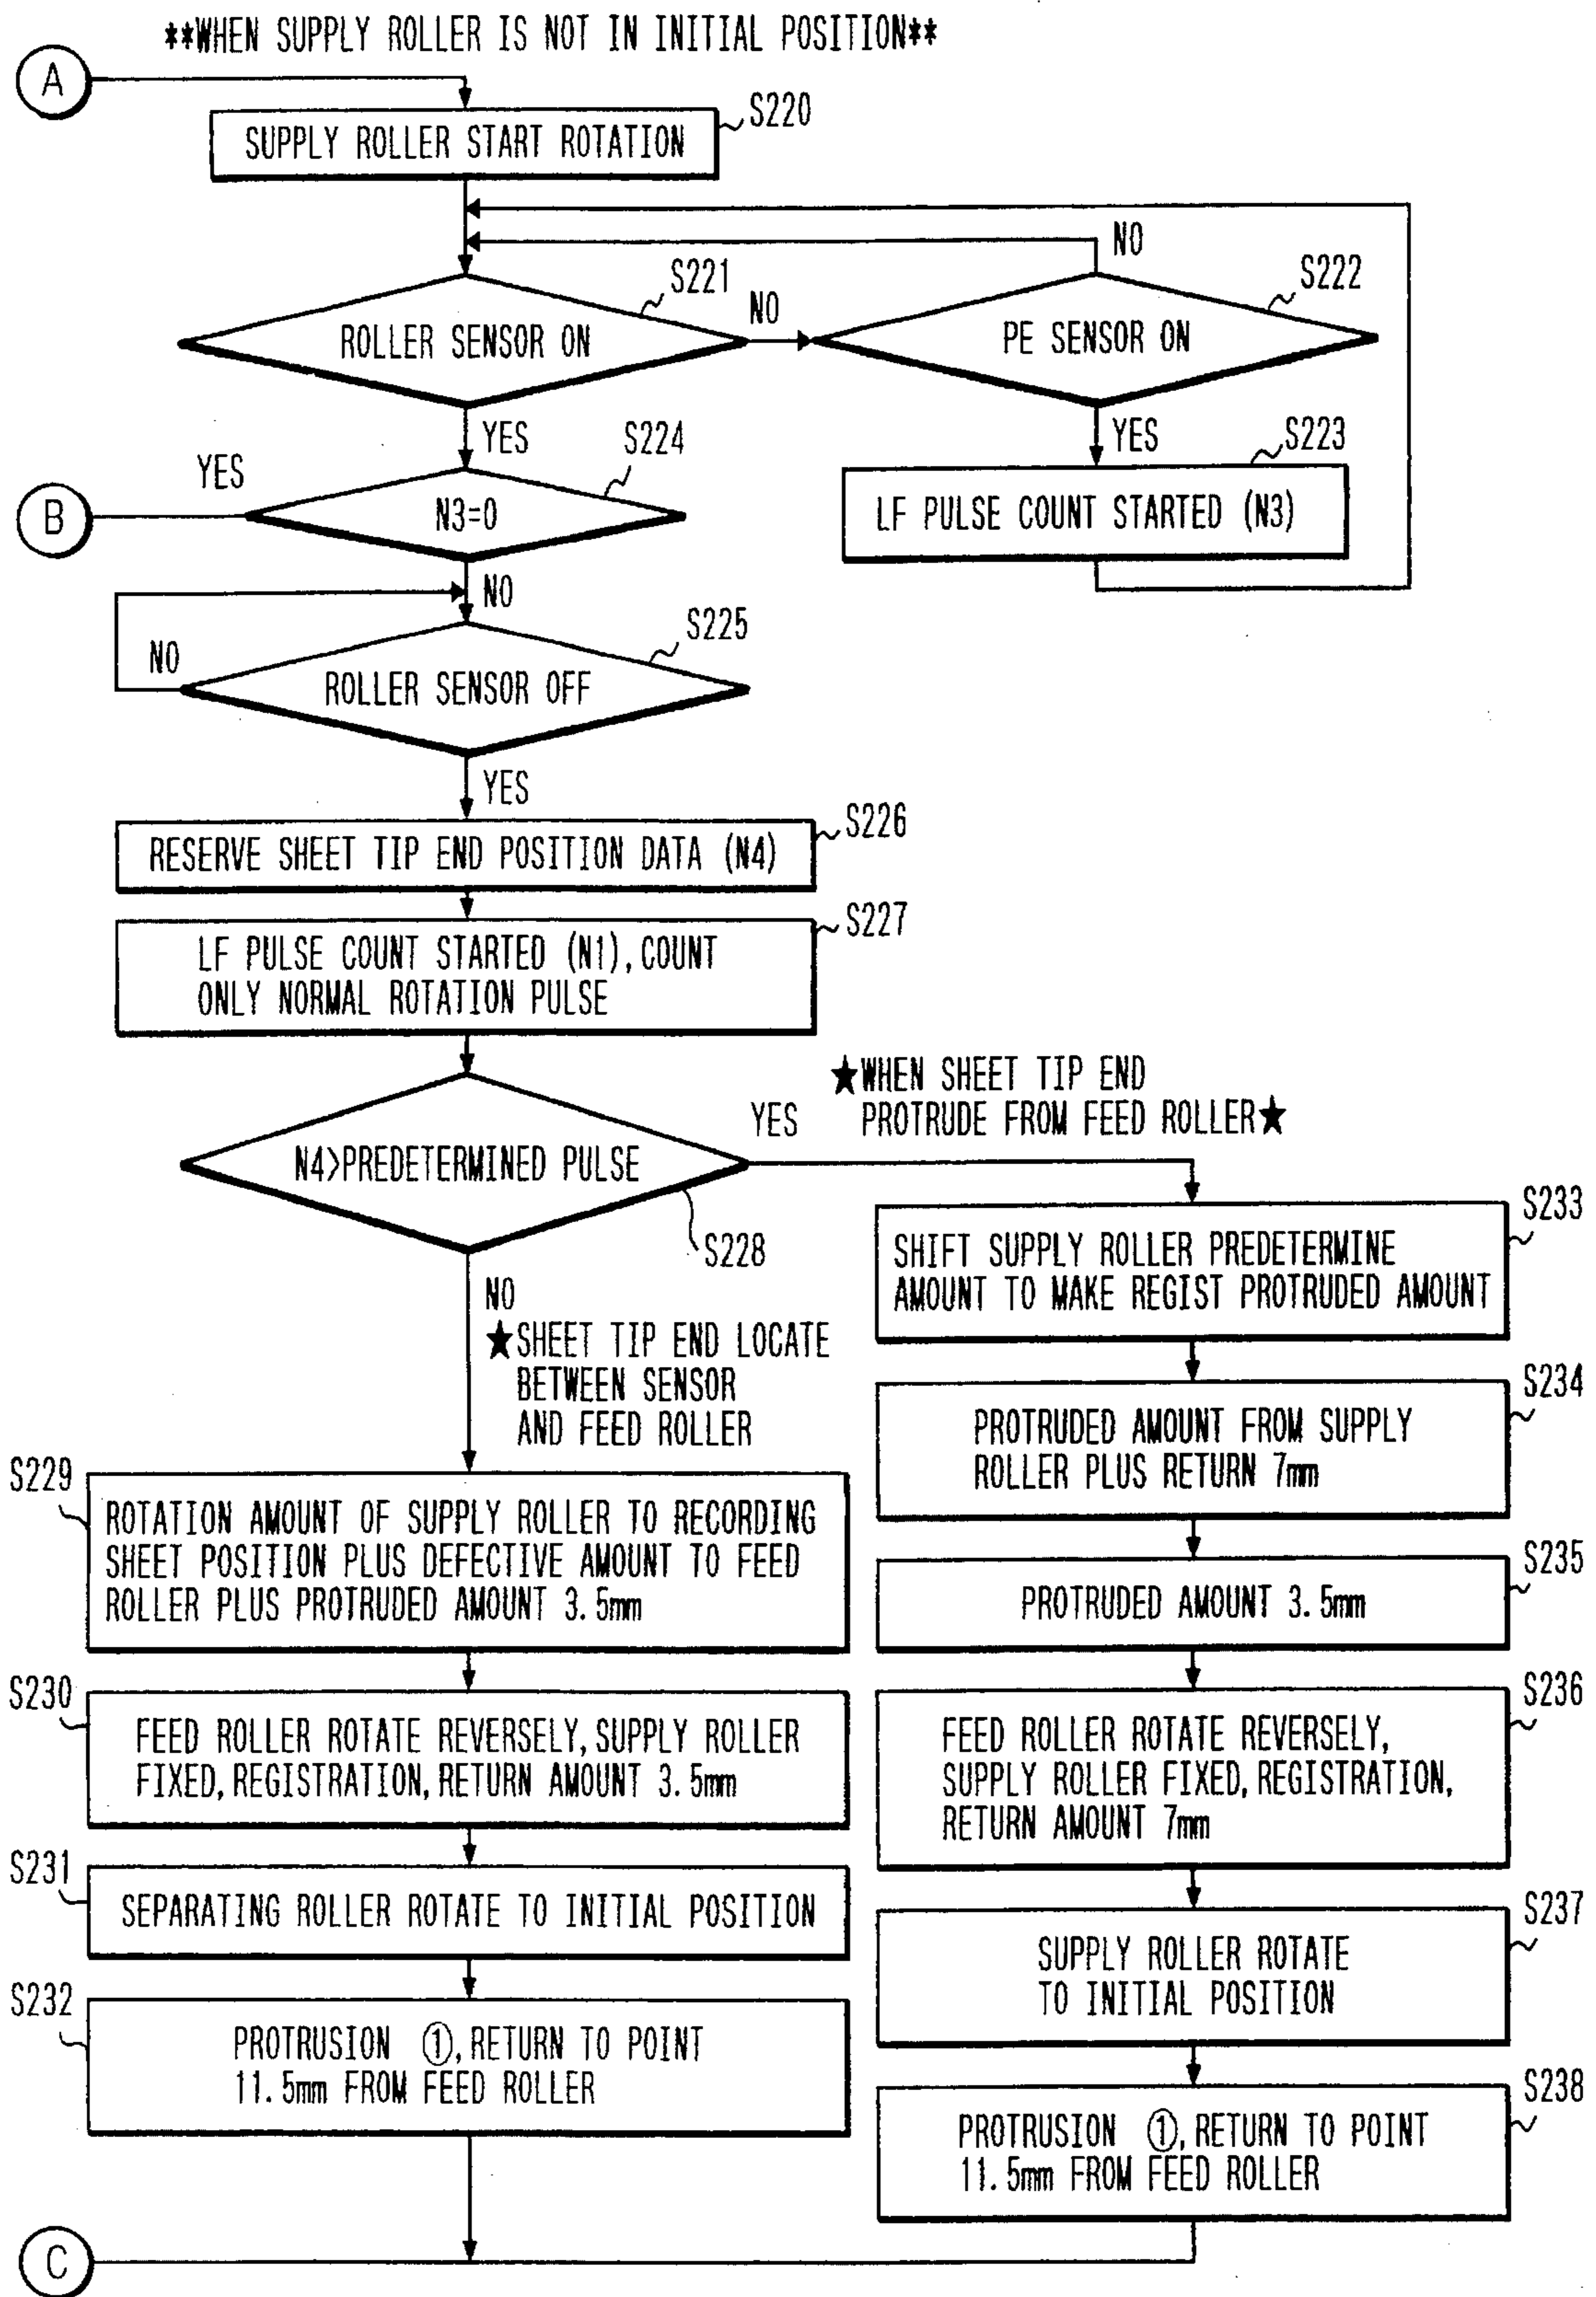 **WHEN SUPPLY ROLLER IS NOT IN INITIAL POSITION**
A
S220
SUPPLY ROLLER START ROTATION
NO
S221
S222
NO
ROLLER SENSOR ON
PE SENSOR ON
YES
S224
YES
S223
YES
B
N3=0
LF PULSE COUNT STARTED (N3)
NO
S225
NO
ROLLER SENSOR OFF
YES
S226
RESERVE SHEET TIP END POSITION DATA (N4)
S227
LF PULSE COUNT STARTED (N1), COUNT
ONLY NORMAL ROTATION PULSE
★WHEN SHEET TIP END
PROTRUDE FROM FEED ROLLER★
YES
N4>PREDETERMINED PULSE
S228
S233
SHIFT SUPPLY ROLLER PREDETERMINE
AMOUNT TO MAKE REGIST PROTRUDED AMOUNT
NO
★SHEET TIP END LOCATE
BETWEEN SENSOR
AND FEED ROLLER
S234
PROTRUDED AMOUNT FROM SUPPLY
ROLLER PLUS RETURN 7mm
S229
ROTATION AMOUNT OF SUPPLY ROLLER TO RECORDING
SHEET POSITION PLUS DEFECTIVE AMOUNT TO FEED
ROLLER PLUS PROTRUDED AMOUNT 3.5mm
S235
PROTRUDED AMOUNT 3.5mm
S230
FEED ROLLER ROTATE REVERSELY, SUPPLY ROLLER
FIXED, REGISTRATION, RETURN AMOUNT 3.5mm
S236
FEED ROLLER ROTATE REVERSELY,
SUPPLY ROLLER FIXED, REGISTRATION,
RETURN AMOUNT 7mm
S231
SEPARATING ROLLER ROTATE TO INITIAL POSITION
S237
SUPPLY ROLLER ROTATE
TO INITIAL POSITION
S232
PROTRUSION ①, RETURN TO POINT
11.5mm FROM FEED ROLLER
S238
PROTRUSION ①, RETURN TO POINT
11.5mm FROM FEED ROLLER
C